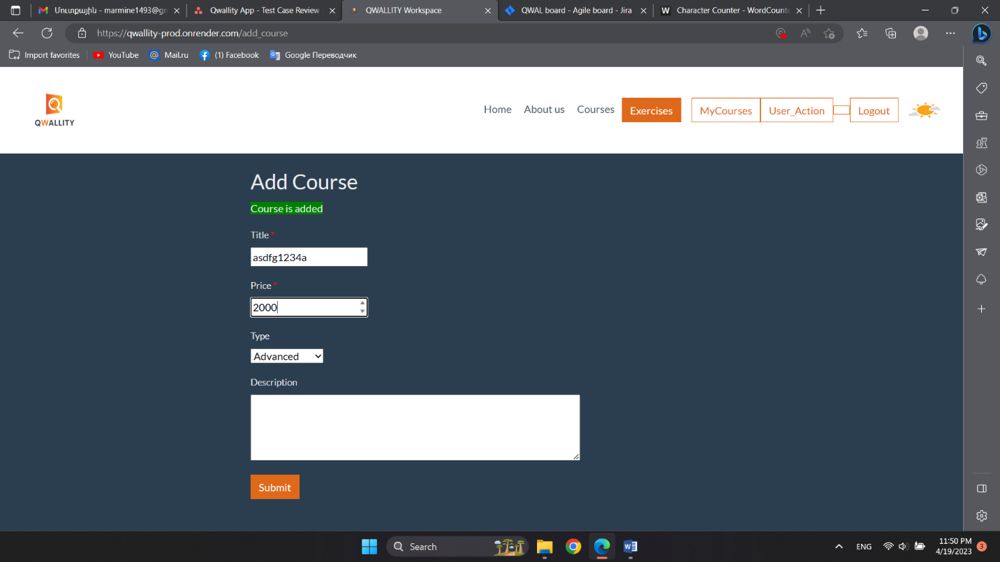 Մուտքային - marmine1493@gm
Qwallity App - Test Case Review
QWALLITY Workspace
QWAL board - Agile board - Jira
W Character Counter - WordCounte
https://qwallity-prod.onrender.com/add_course
Import favorites YouTube Mail.ru (1) Facebook Google Переводчик
QWALLITY
Home About us Courses Exercises MyCourses User_Action Logout
Add Course
Course is added
Title *
asdfg1234a
Price *
2000
Type
Advanced
Description
Submit
Search
ENG
11:50 PM
4/19/2023
3